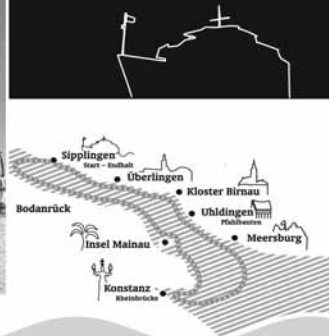 Sipplingen
Start – Endhalt
Überlingen
Kloster Birnau
Bodanrück
Uhldingen
Pfahlbauten
Insel Mainau
Meersburg
Konstanz
Rheinbrücke